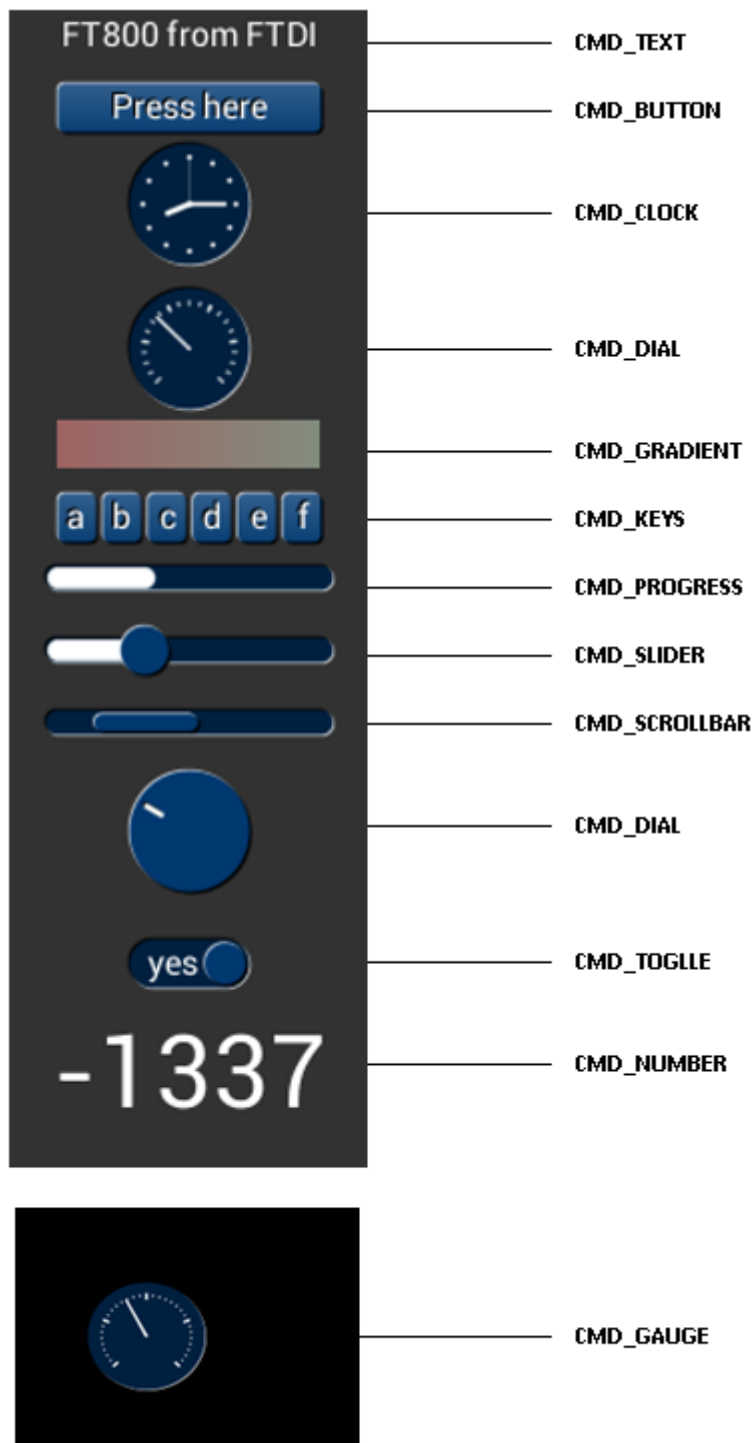 FT800 from FTDI CMD_TEXT
Press here CMD_BUTTON
CMD_CLOCK
CMD_DIAL
CMD_GRADIENT
a b c d e f CMD_KEYS
CMD_PROGRESS
CMD_SLIDER
CMD_SCROLLBAR
CMD_DIAL
yes CMD_TOGLLE
-1337 CMD_NUMBER
CMD_GAUGE